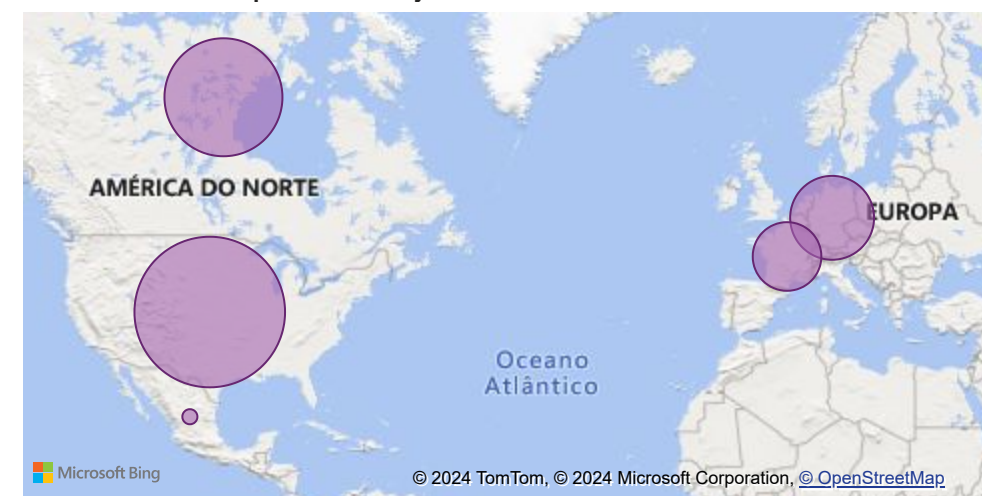 AMÉRICA DO NORTE
EUROPA
Oceano
Atlântico
Microsoft Bing
© 2024 TomTom, © 2024 Microsoft Corporation, © OpenStreetMap